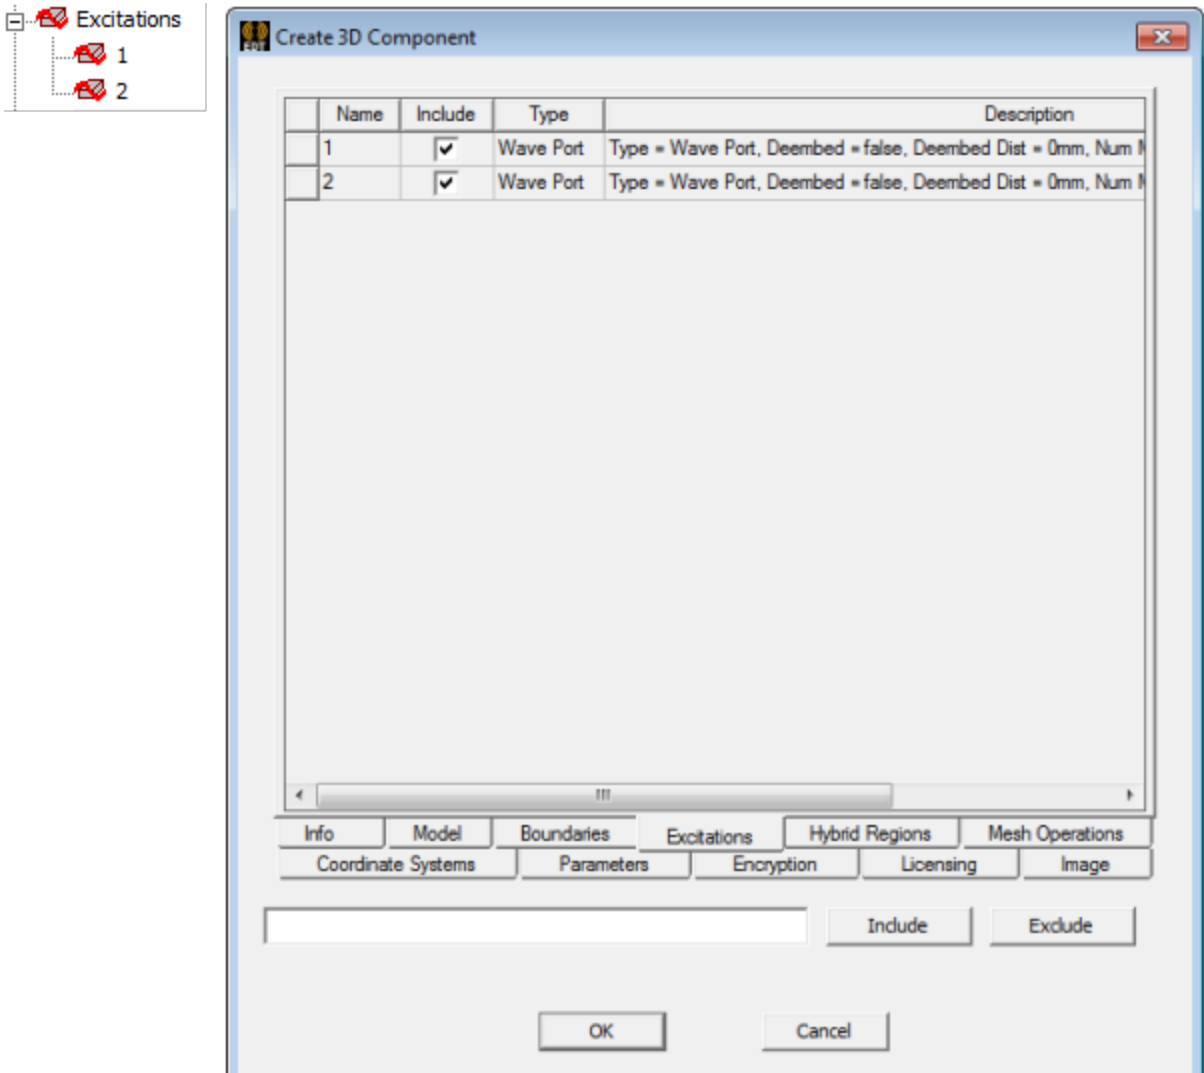 Excitations
1
2
EDT Create 3D Component
Name Include Type Description
1 Wave Port Type = Wave Port, Deembed = false, Deembed Dist = 0mm, Num
2 Wave Port Type = Wave Port, Deembed = false, Deembed Dist = 0mm, Num
Info Model Boundaries Excitations Hybrid Regions Mesh Operations
Coordinate Systems Parameters Encryption Licensing Image
Include Exclude
OK Cancel